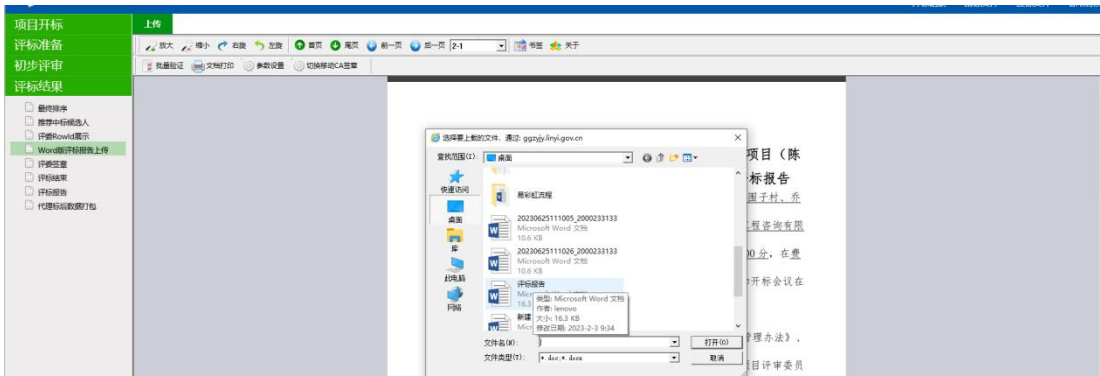 项目开标
上传
评标准备
放大 缩小 右旋 左旋 首页 尾页 前一页 后一页 2-1 书签 关于
初步评审
批量验证 文档打印 参数设置 切换移动CA签章
评标结果
最终排序
推荐中标候选人
评委RowId展示
Word版评标报告上传
评委签章
评标结束
评标报告
代理标后数据打包
选择要上载的文件，通过: ggzyjy.linyi.gov.cn
查找范围(I): 桌面
快速访问
桌面
库
此电脑
网络
易彩虹流程
20230625111005_2000233133
Microsoft Word 文档
10.6 KB
20230625111026_2000233133
Microsoft Word 文档
10.6 KB
评标报告
16.3
类型: Microsoft Word 文档
作者: lenovo
大小: 16.3 KB
修改日期: 2023-2-3 9:34
新建
文件名(N):
打开(O)
文件类型(T): *.doc,*.docx
取消
项目（陈
标报告
国子村、乔
工程咨询有限
00分，在费
开标会议在
管理办法》、
项目评审委员